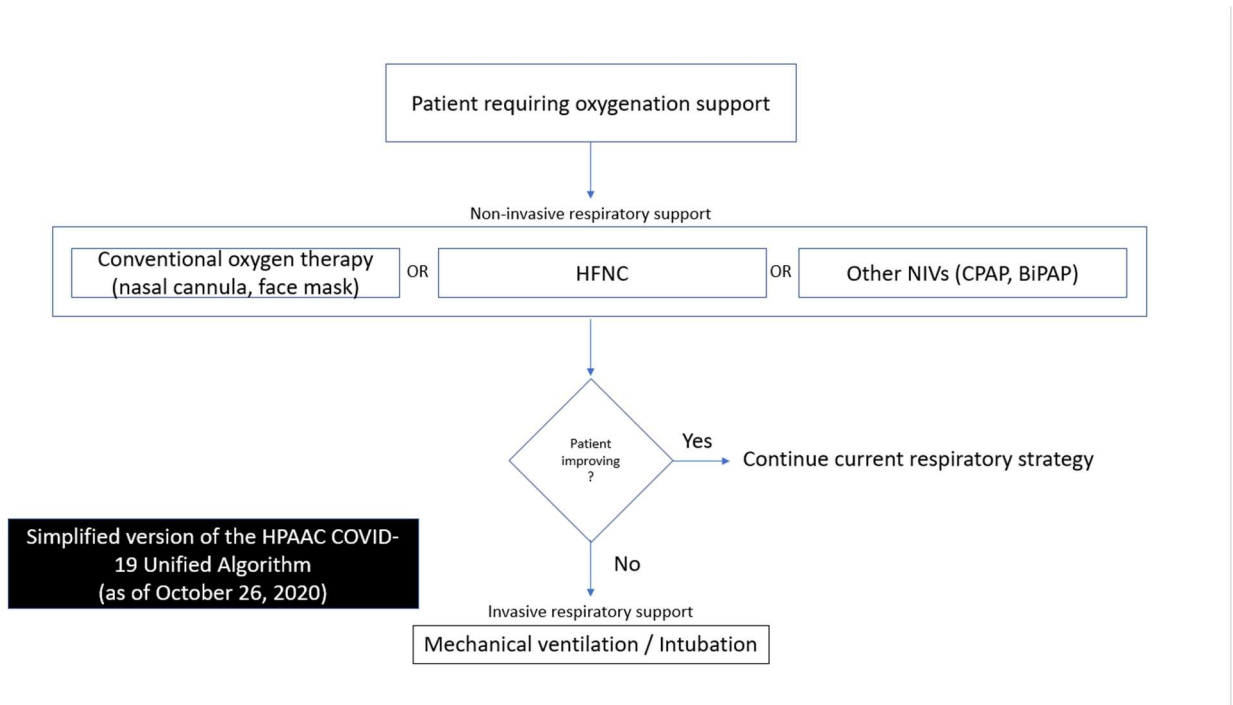 Patient requiring oxygenation support
Non-invasive respiratory support
Conventional oxygen therapy
(nasal cannula, face mask)
OR
HFNC
OR
Other NIVs (CPAP, BiPAP)
Patient
improving
?
Yes
Continue current respiratory strategy
Simplified version of the HPAAC COVID-
19 Unified Algorithm
(as of October 26, 2020)
No
Invasive respiratory support
Mechanical ventilation / Intubation